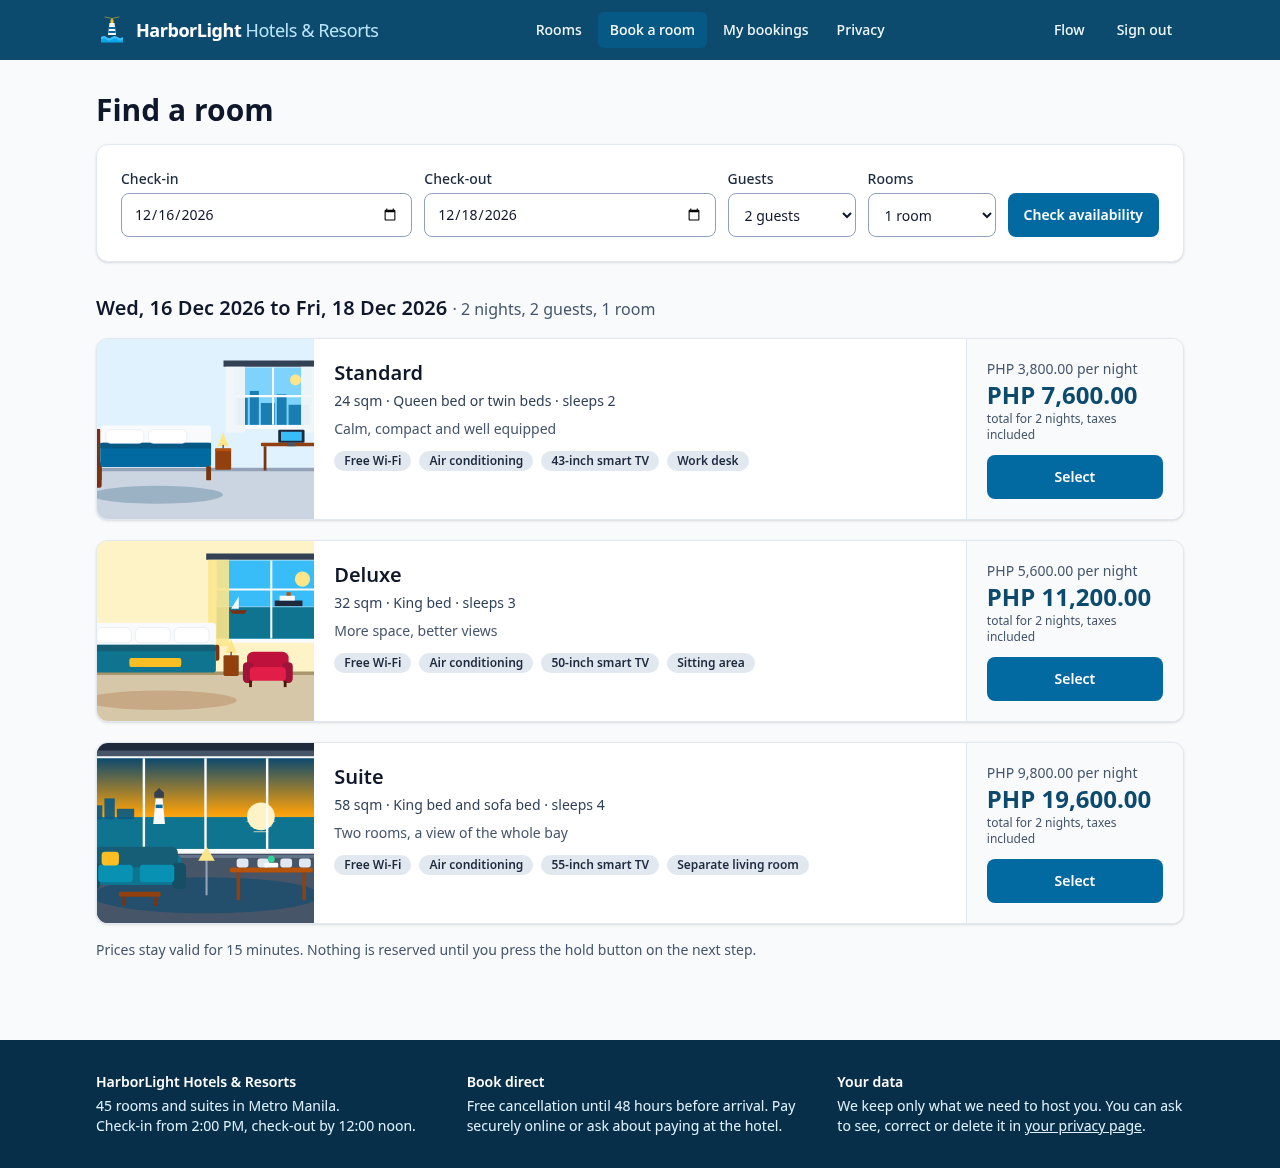 HarborLight Hotels & Resorts
Rooms
Book a room
My bookings
Privacy
Flow
Sign out
Find a room
Check-in
Check-out
Guests
Rooms
12/16/2026
12/18/2026
2 guests
1 room
Check availability
Wed, 16 Dec 2026 to Fri, 18 Dec 2026 · 2 nights, 2 guests, 1 room
Standard
24 sqm · Queen bed or twin beds · sleeps 2
Calm, compact and well equipped
Free Wi-Fi
Air conditioning
43-inch smart TV
Work desk
PHP 3,800.00 per night
PHP 7,600.00
total for 2 nights, taxes
included
Select
Deluxe
32 sqm · King bed · sleeps 3
More space, better views
Free Wi-Fi
Air conditioning
50-inch smart TV
Sitting area
PHP 5,600.00 per night
PHP 11,200.00
total for 2 nights, taxes
included
Select
Suite
58 sqm · King bed and sofa bed · sleeps 4
Two rooms, a view of the whole bay
Free Wi-Fi
Air conditioning
55-inch smart TV
Separate living room
PHP 9,800.00 per night
PHP 19,600.00
total for 2 nights, taxes
included
Select
Prices stay valid for 15 minutes. Nothing is reserved until you press the hold button on the next step.
HarborLight Hotels & Resorts
45 rooms and suites in Metro Manila.
Check-in from 2:00 PM, check-out by 12:00 noon.
Book direct
Free cancellation until 48 hours before arrival. Pay
securely online or ask about paying at the hotel.
Your data
We keep only what we need to host you. You can ask
to see, correct or delete it in your privacy page.